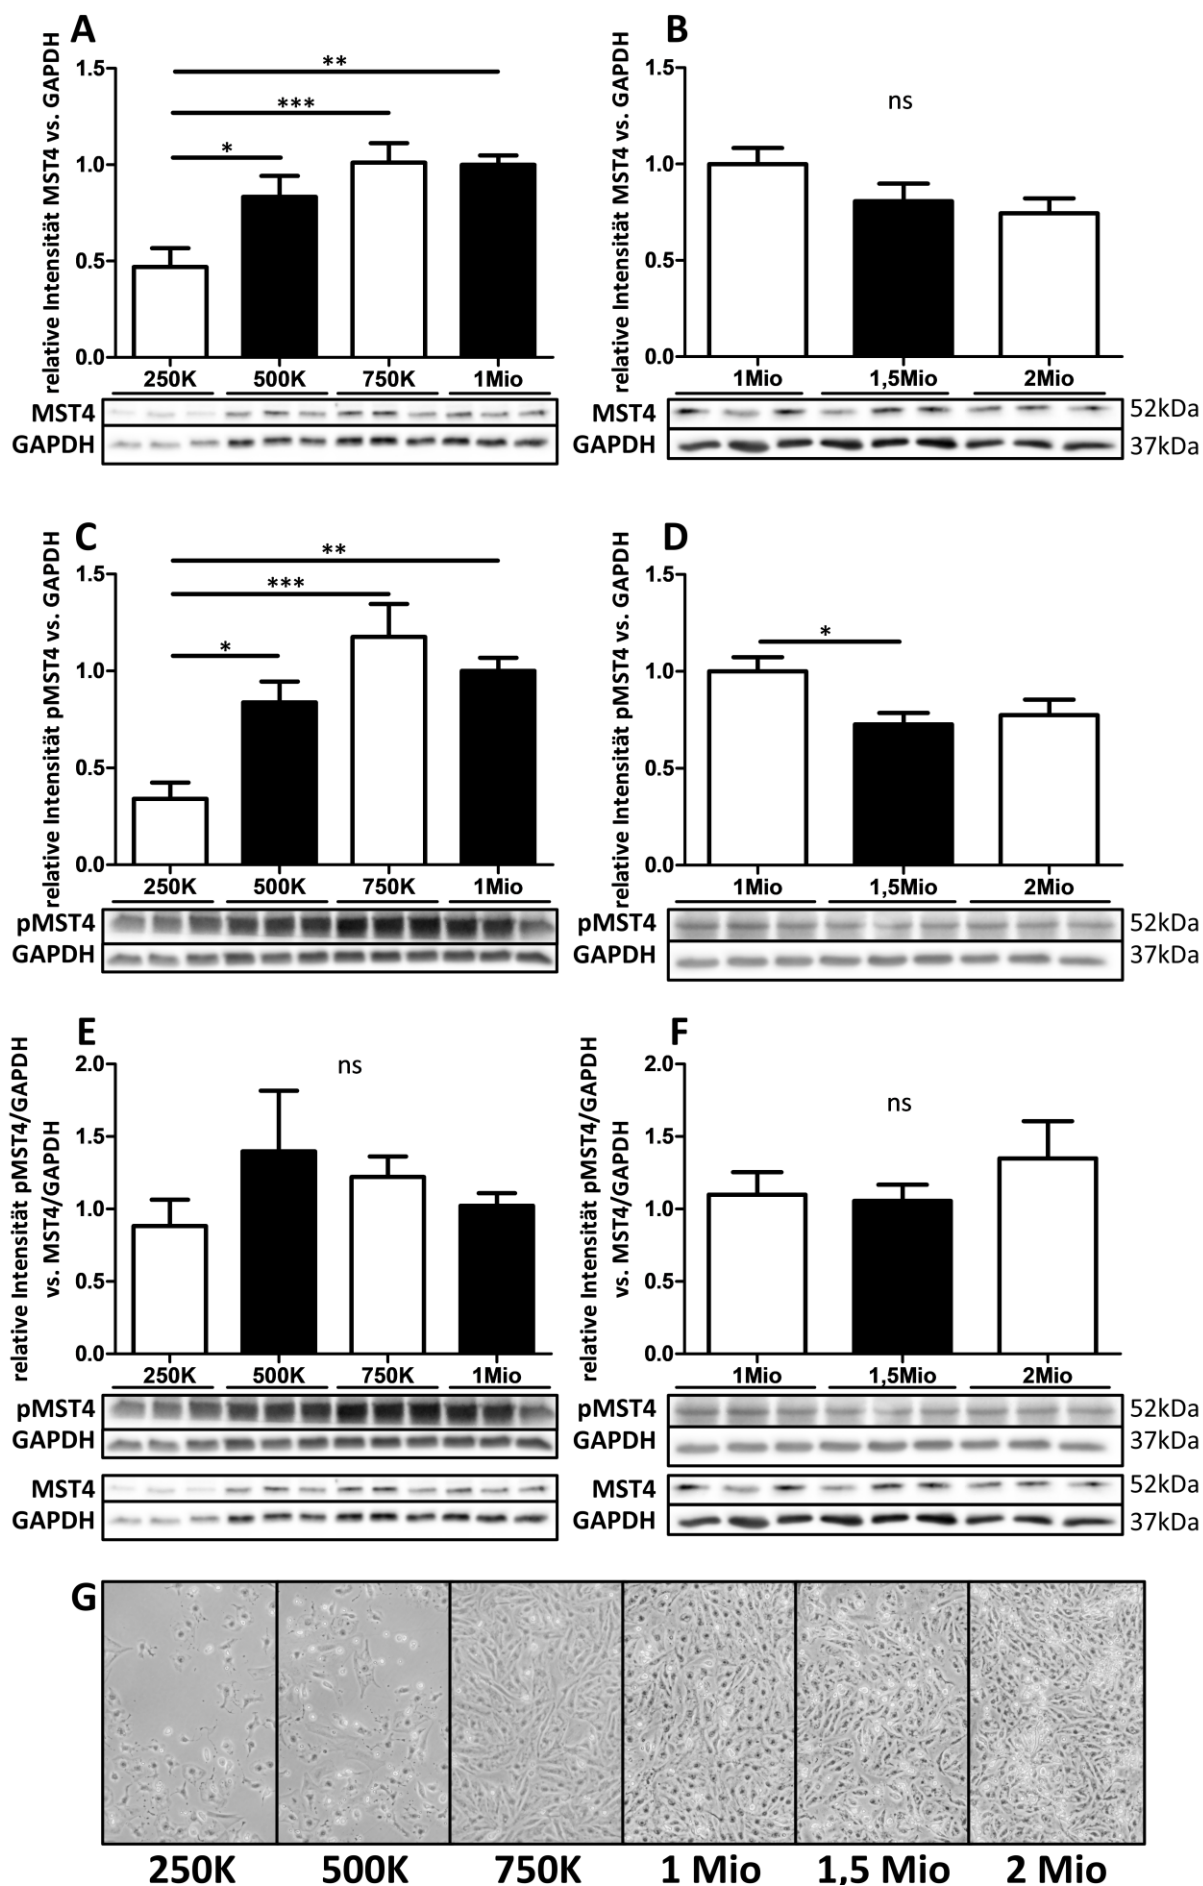 A
relative Intensität MST4 vs. GAPDH
1.5
1.0
0.5
0.0
**
***
*
250K 500K 750K 1Mio
MST4
GAPDH
B
relative Intensität MST4 vs. GAPDH
1.5
1.0
0.5
0.0
ns
1Mio 1,5Mio 2Mio
MST4 52kDa
GAPDH 37kDa
C
relative Intensität pMST4 vs. GAPDH
1.5
1.0
0.5
0.0
**
***
*
250K 500K 750K 1Mio
pMST4
GAPDH
D
relative Intensität pMST4 vs. GAPDH
1.5
1.0
0.5
0.0
*
1Mio 1,5Mio 2Mio
pMST4 52kDa
GAPDH 37kDa
E
relative Intensität pMST4/GAPDH
vs. MST4/GAPDH
2.0
1.5
1.0
0.5
0.0
ns
250K 500K 750K 1Mio
pMST4
GAPDH
MST4
GAPDH
F
relative Intensität pMST4/GAPDH
vs. MST4/GAPDH
2.0
1.5
1.0
0.5
0.0
ns
1Mio 1,5Mio 2Mio
pMST4 52kDa
GAPDH 37kDa
MST4 52kDa
GAPDH 37kDa
G
250K 500K 750K 1 Mio 1,5 Mio 2 Mio